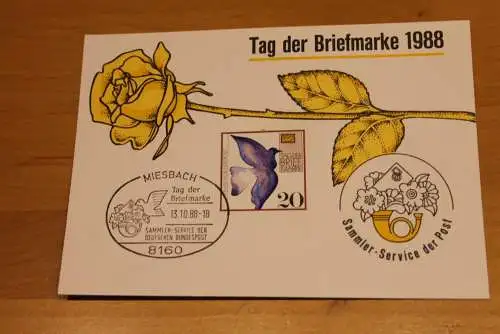 Tag der Briefmarke 1988
20
MIESBACH
Tag der
Briefmarke
13.10.88-18
SAMMLER-SERVICE DER
DEUTSCHEN BUNDESPOST
8160
Sammler-Service der Post